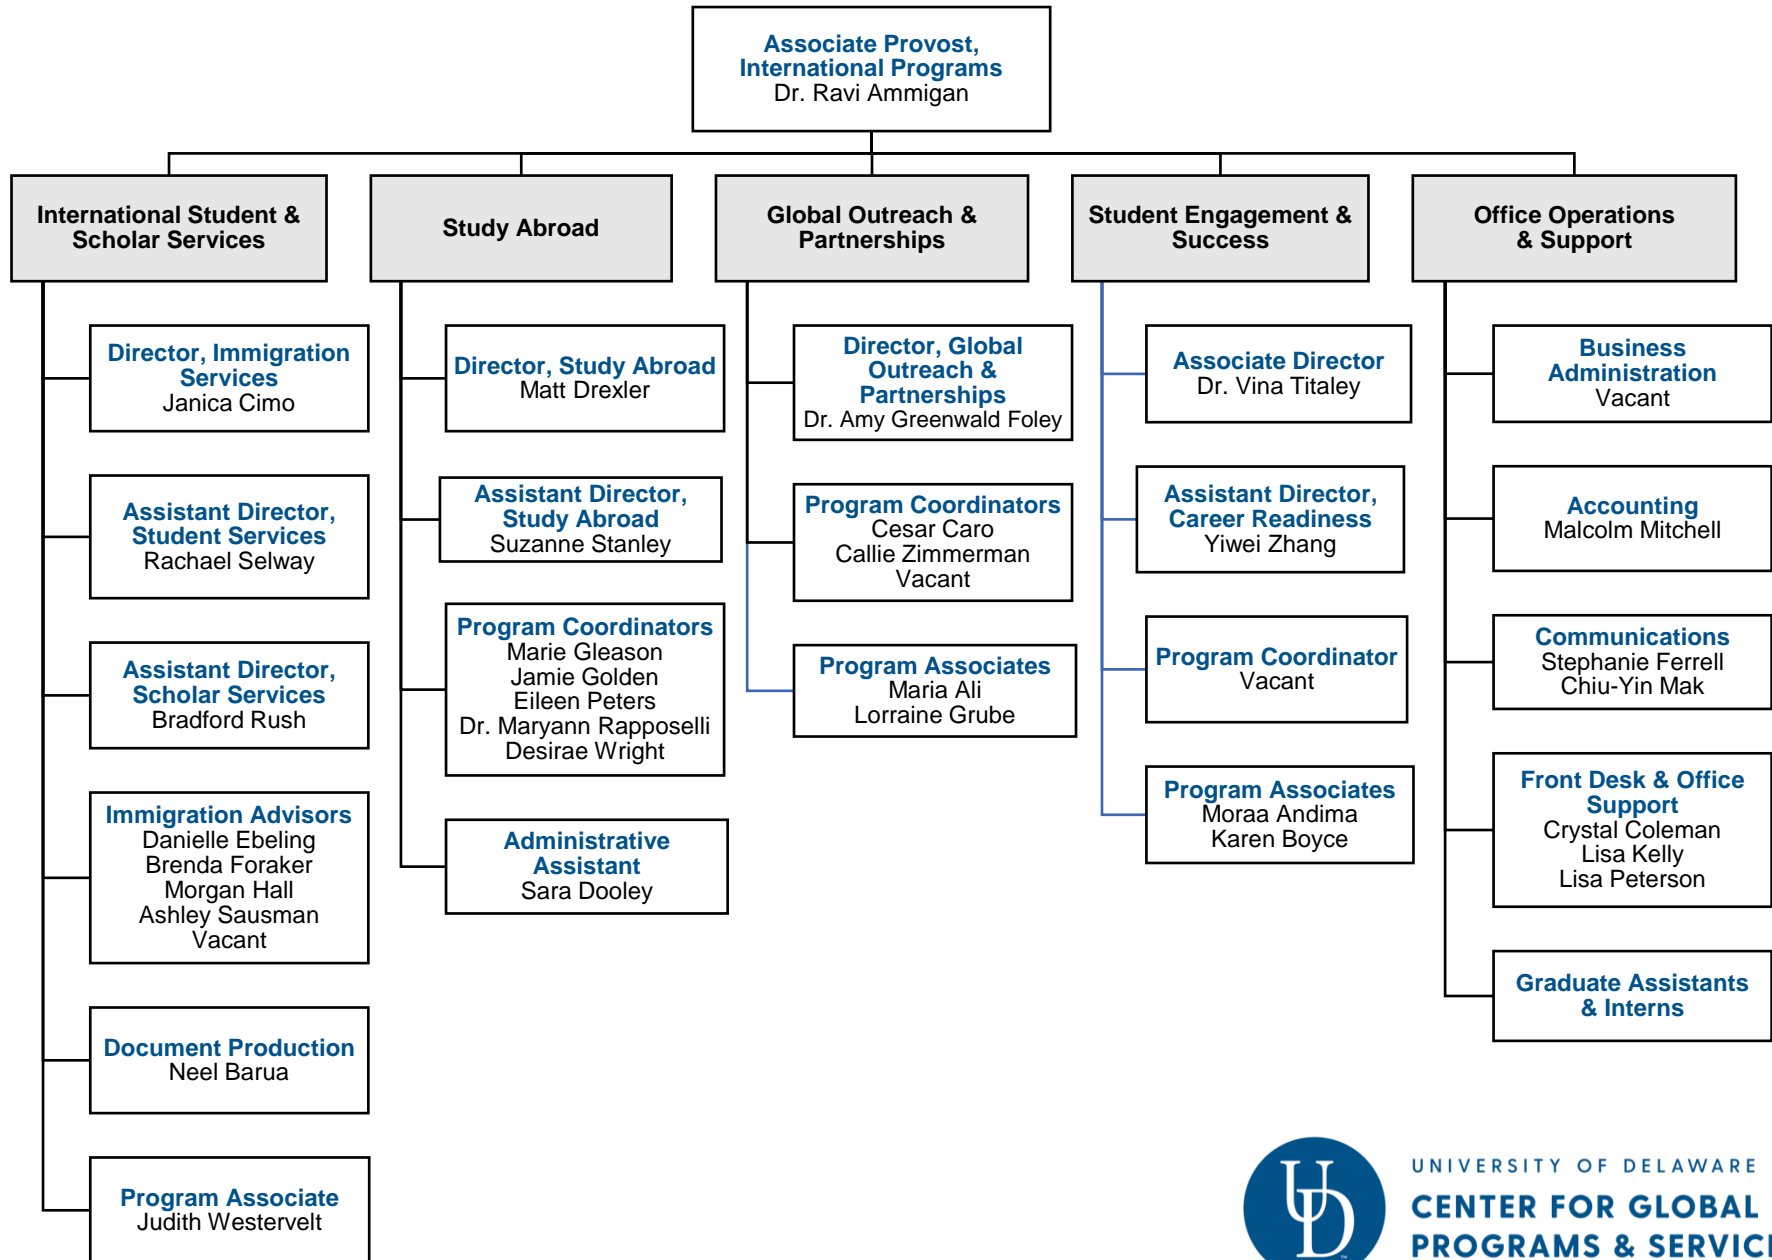 Associate Provost,
International Programs
Dr. Ravi Ammigan
International Student &
Scholar Services
Director, Immigration
Services
Janica Cimo
Assistant Director,
Student Services
Rachael Selway
Assistant Director,
Scholar Services
Bradford Rush
Immigration Advisors
Danielle Ebeling
Brenda Foraker
Morgan Hall
Ashley Sausman
Vacant
Document Production
Neel Barua
Program Associate
Judith Westervelt
Study Abroad
Director, Study Abroad
Matt Drexler
Assistant Director,
Study Abroad
Suzanne Stanley
Program Coordinators
Marie Gleason
Jamie Golden
Eileen Peters
Dr. Maryann Rapposelli
Desirae Wright
Administrative
Assistant
Sara Dooley
Global Outreach &
Partnerships
Director, Global
Outreach &
Partnerships
Dr. Amy Greenwald Foley
Program Coordinators
Cesar Caro
Callie Zimmerman
Vacant
Program Associates
Maria Ali
Lorraine Grube
Student Engagement &
Success
Associate Director
Dr. Vina Titaley
Assistant Director,
Career Readiness
Yiwei Zhang
Program Coordinator
Vacant
Program Associates
Moraa Andima
Karen Boyce
Office Operations
& Support
Business
Administration
Vacant
Accounting
Malcolm Mitchell
Communications
Stephanie Ferrell
Chiu-Yin Mak
Front Desk & Office
Support
Crystal Coleman
Lisa Kelly
Lisa Peterson
Graduate Assistants
& Interns
UD
UNIVERSITY OF DELAWARE
CENTER FOR GLOBAL
PROGRAMS &